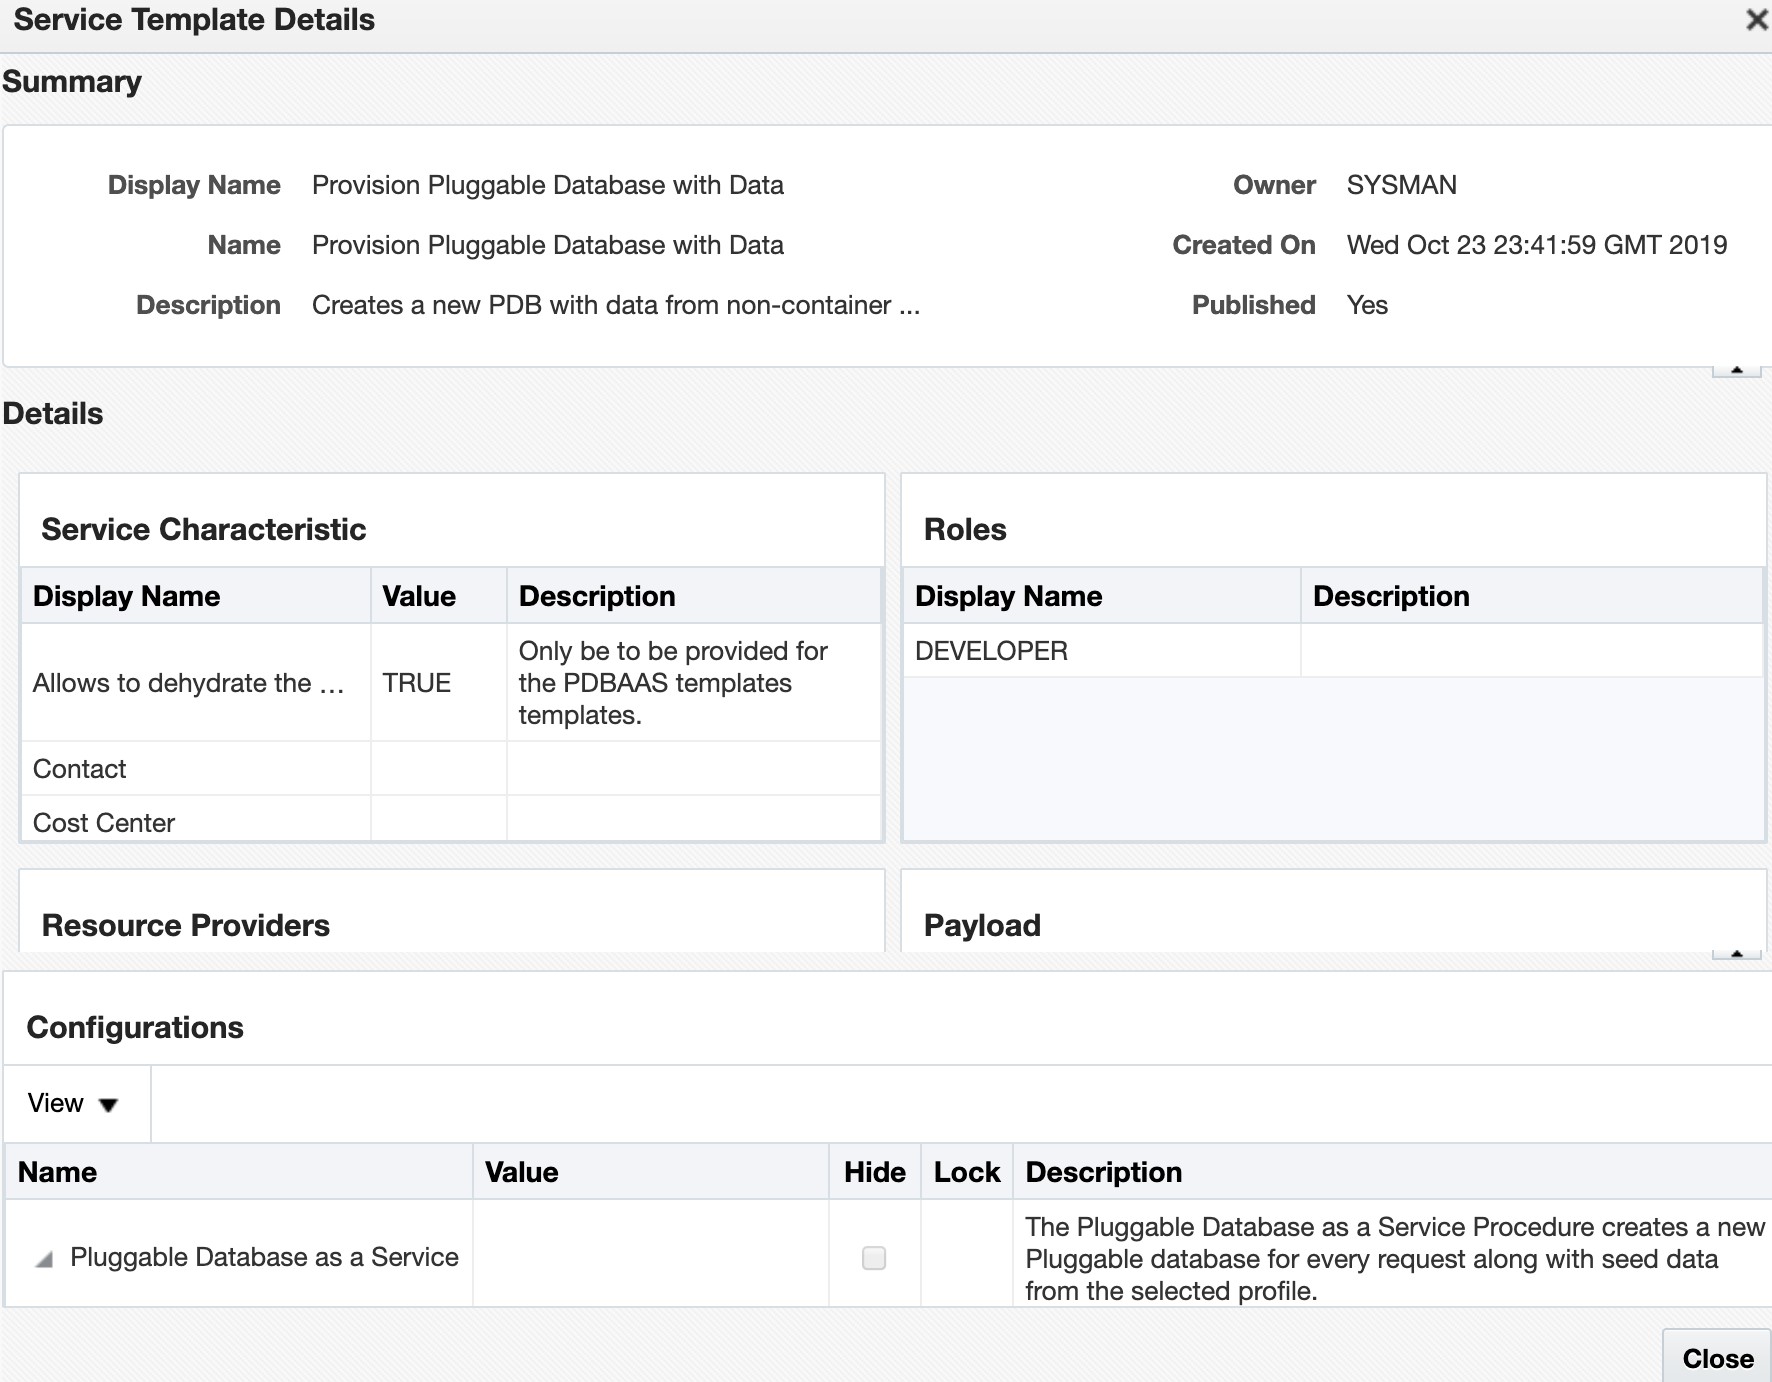 Service Template Details
Summary
Display Name Provision Pluggable Database with Data
Owner SYSMAN
Name Provision Pluggable Database with Data
Created On Wed Oct 23 23:41:59 GMT 2019
Description Creates a new PDB with data from non-container ...
Published Yes
Details
Service Characteristic
Display Name Value Description
Allows to dehydrate the ... TRUE
Only be to be provided for
the PDBAAS templates
templates.
Contact
Cost Center
Roles
Display Name Description
DEVELOPER
Resource Providers
Payload
Configurations
View
Name Value Hide Lock Description
Pluggable Database as a Service
The Pluggable Database as a Service Procedure creates a new
Pluggable database for every request along with seed data
from the selected profile.
Close